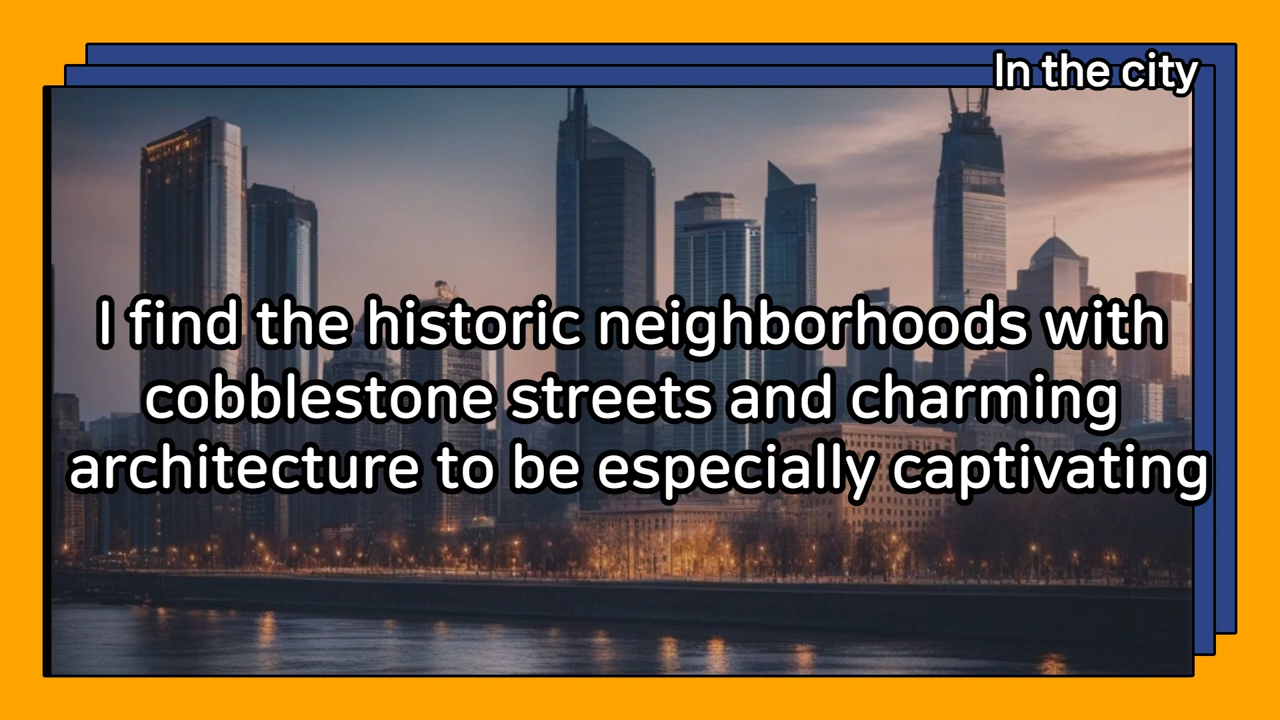 In the city
I find the historic neighborhoods with
cobblestone streets and charming
architecture to be especially captivating